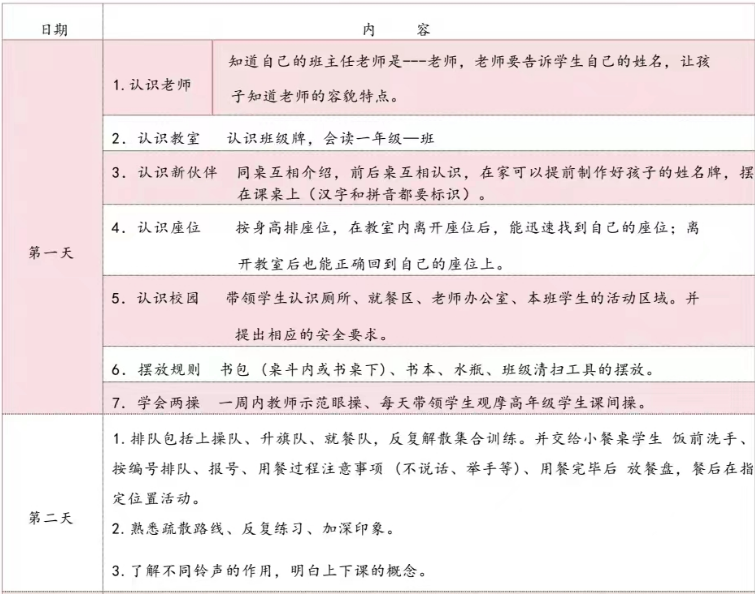 日期 内 容
第一天
1.认识老师 知道自己的班主任老师是---老师，老师要告诉学生自己的姓名，让孩
子知道老师的容貌特点。
2. 认识教室 认识班级牌，会读一年级—班
3. 认识新伙伴 同桌互相介绍，前后桌互相认识，在家可以提前制作好孩子的姓名牌，摆
在课桌上（汉字和拼音都要标识）。
4. 认识座位 按身高排座位，在教室内离开座位后，能迅速找到自己的座位；离
开教室后也能正确回到自己的座位上。
5. 认识校园 带领学生认识厕所、就餐区、老师办公室、本班学生的活动区域。并
提出相应的安全要求。
6. 摆放规则 书包（桌斗内或书桌下）、书本、水瓶、班级清扫工具的摆放。
7. 学会两操 一周内教师示范眼操、每天带领学生观摩高年级学生课间操。
第二天
1.排队包括上操队、升旗队、就餐队，反复解散集合训练。并交给小餐桌学生 饭前洗手、
按编号排队、报号、用餐过程注意事项（不说话、举手等）、用餐完毕后 放餐盘，餐后在指
定位置活动。
2.熟悉疏散路线、反复练习、加深印象。
3.了解不同铃声的作用，明白上下课的概念。